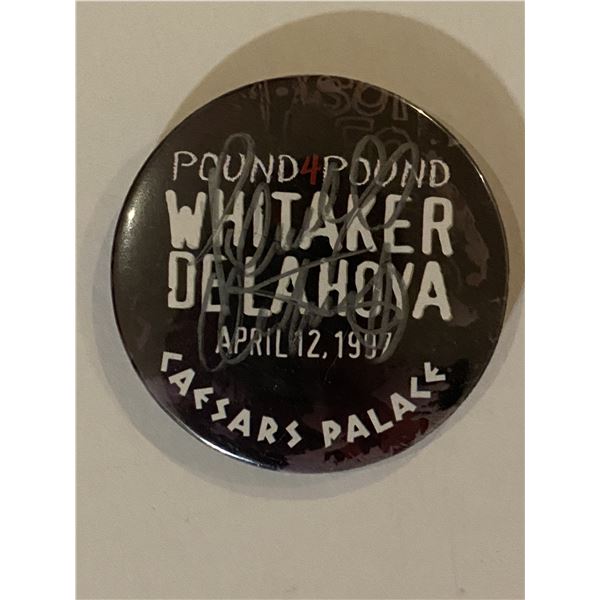 POUND4POUND
WHITAKER
DE LA HOYA
APRIL 12, 1997
CAESARS PALACE